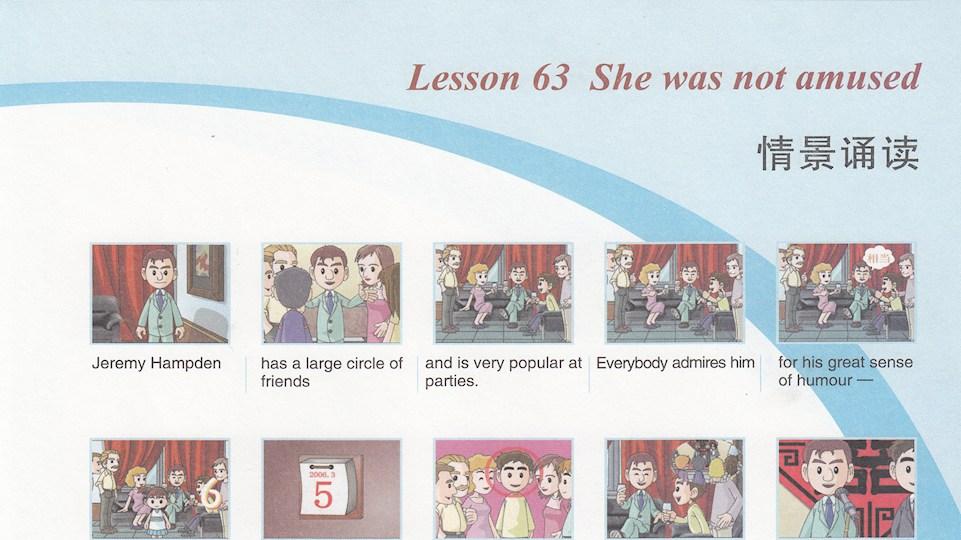 Lesson 63 She was not amused
情景诵读
相当
Jeremy Hampden
has a large circle of
friends
and is very popular at
parties.
Everybody admires him
for his great sense
of humour —
6
2006. 3
5